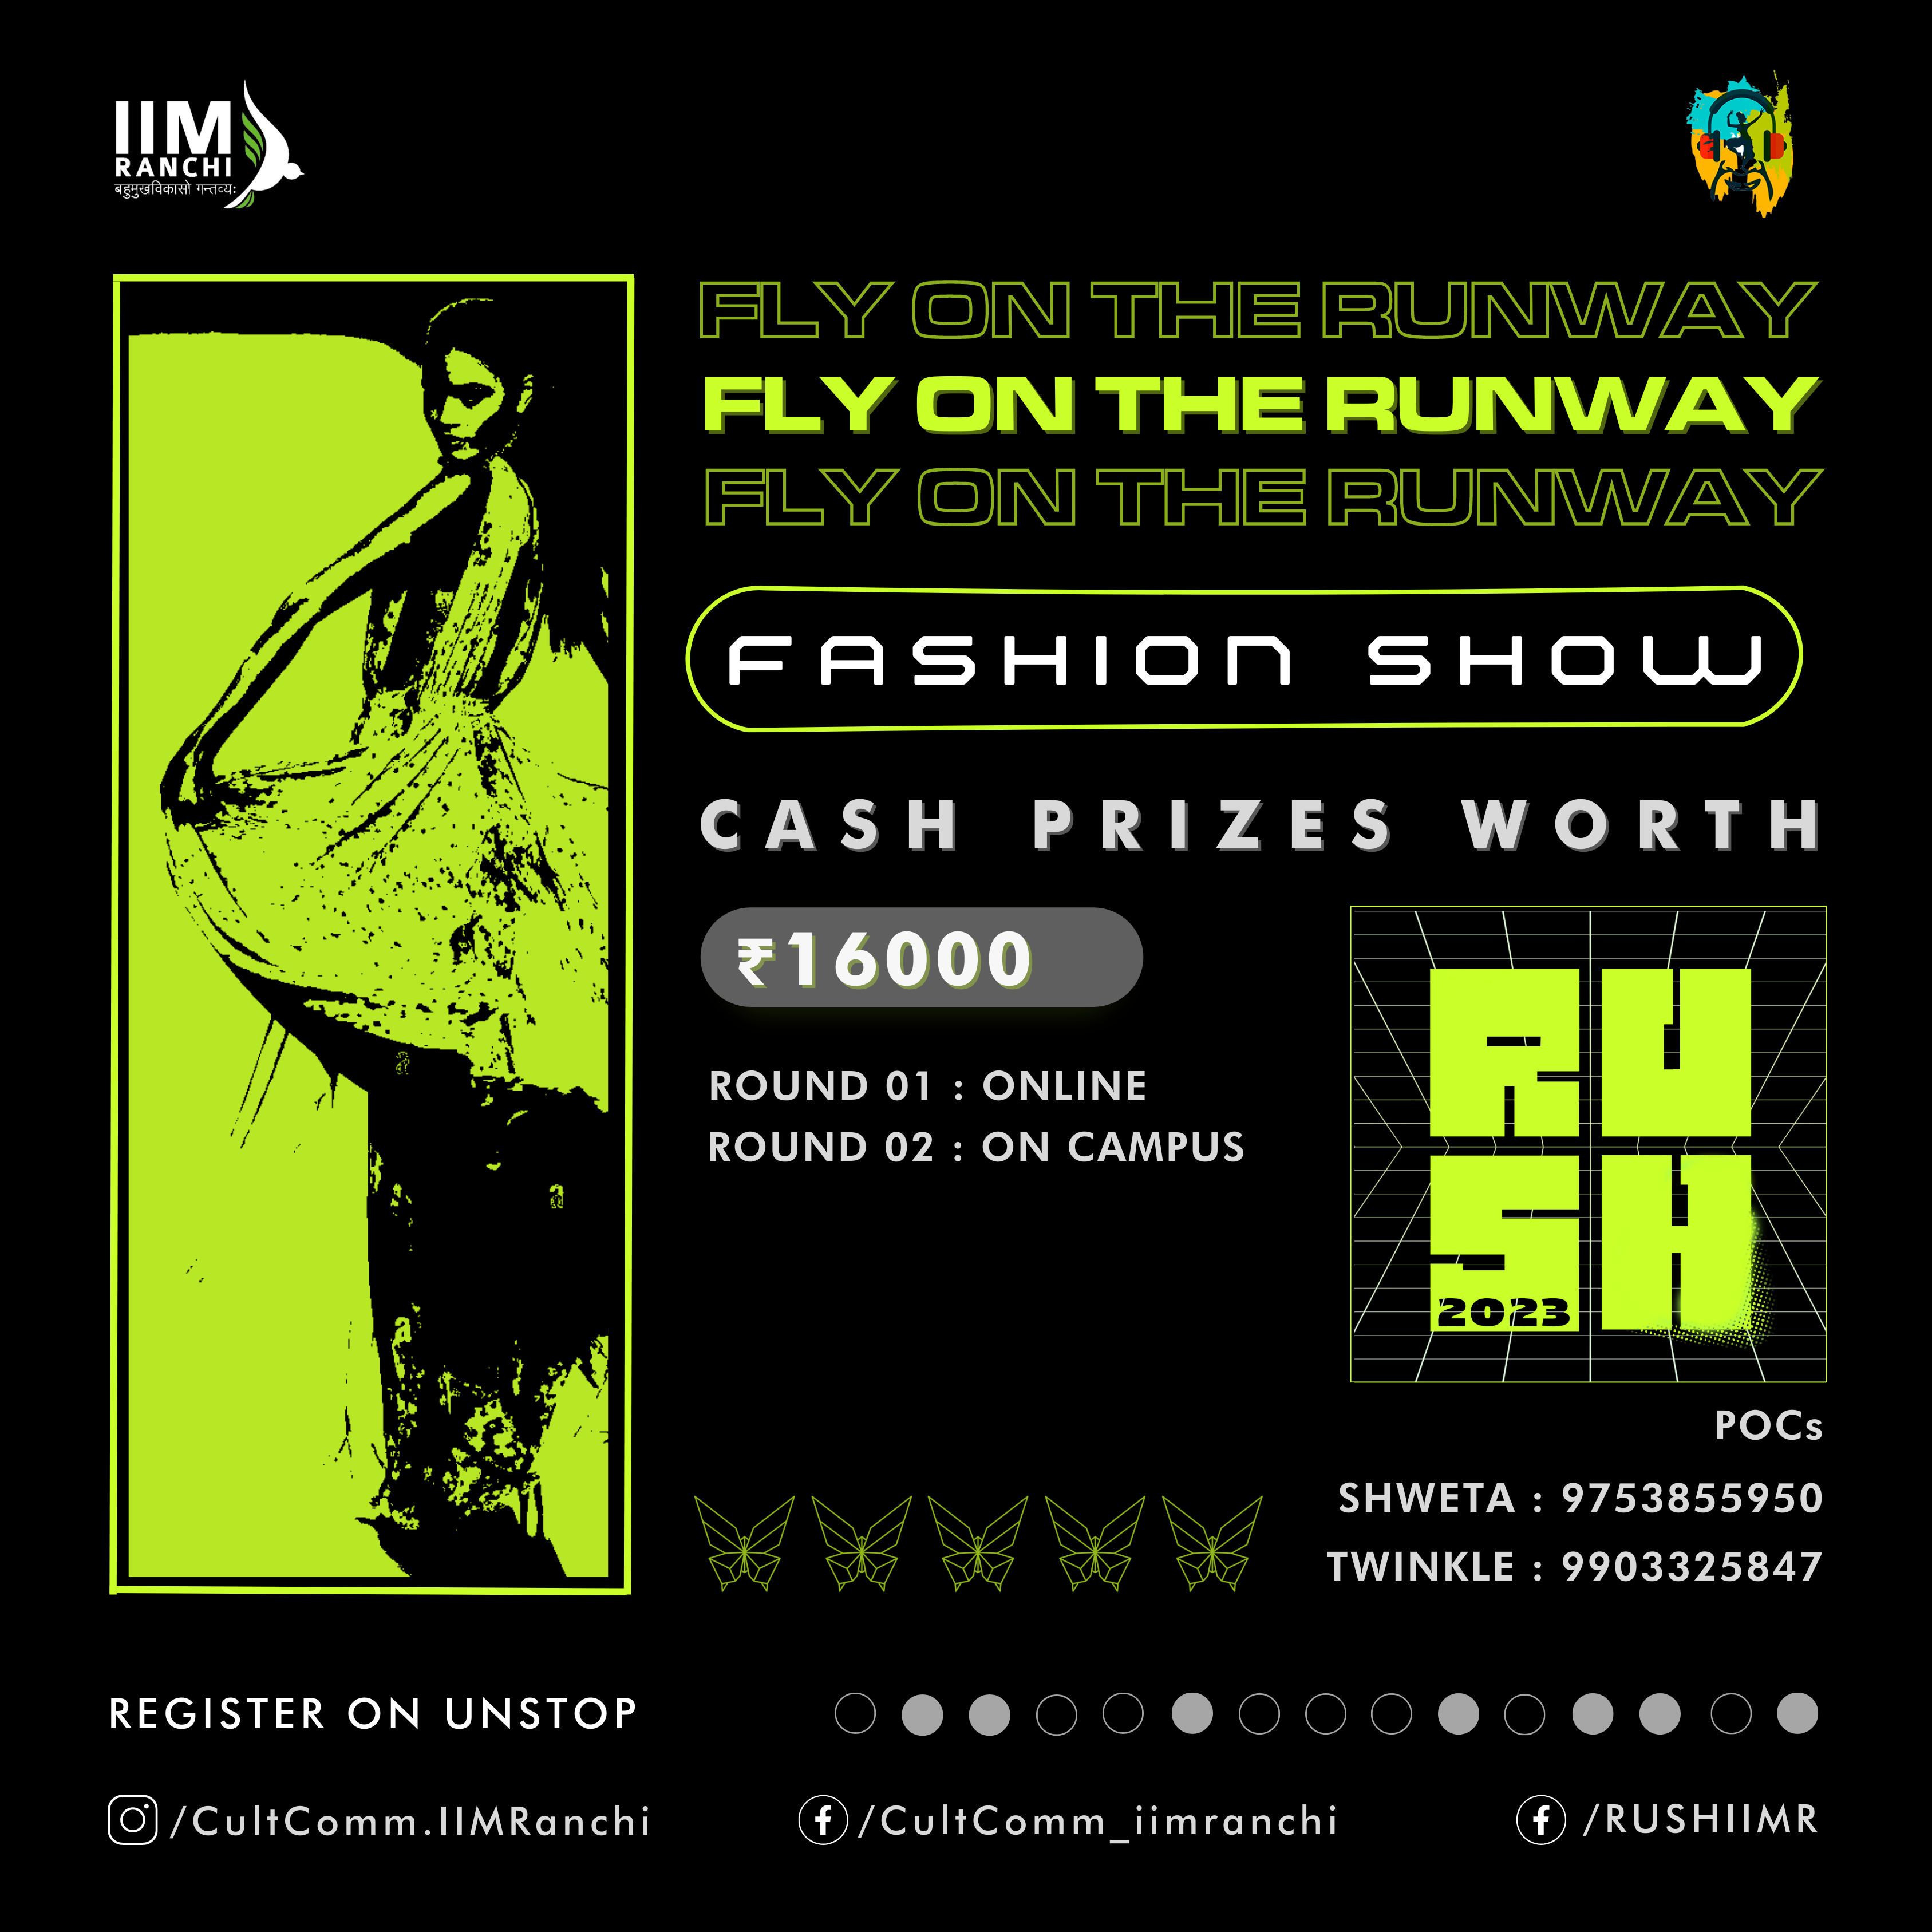 IIM
RANCHI
बहुमुखविकासो गन्तव्यः
FLY ON THE RUNWAY
FLY ON THE RUNWAY
FLY ON THE RUNWAY
FASHION SHOW
CASH PRIZES WORTH
₹16000
ROUND 01 : ONLINE
ROUND 02 : ON CAMPUS
RU
SH
2023
POCs
SHWETA : 9753855950
TWINKLE : 9903325847
REGISTER ON UNSTOP
/CultComm.IIMRanchi
/CultComm_iimranchi
/RUSHIIMR